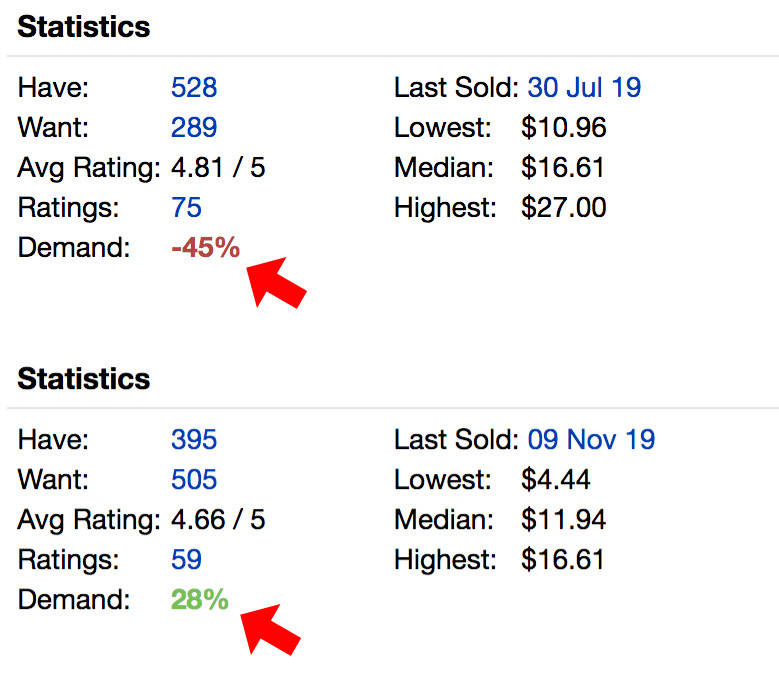 Statistics
Have: 528 Last Sold: 30 Jul 19
Want: 289 Lowest: $10.96
Avg Rating: 4.81 / 5 Median: $16.61
Ratings: 75 Highest: $27.00
Demand: -45%
Statistics
Have: 395 Last Sold: 09 Nov 19
Want: 505 Lowest: $4.44
Avg Rating: 4.66 / 5 Median: $11.94
Ratings: 59 Highest: $16.61
Demand: 28%